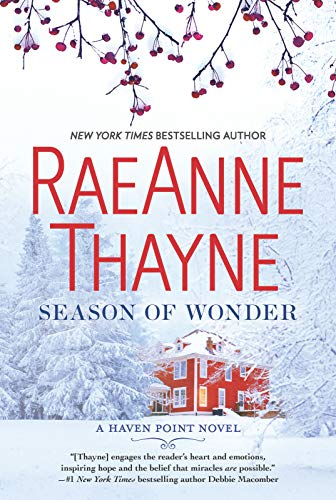 NEW YORK TIMES BESTSELLING AUTHOR
RAEANNE
THAYNE
SEASON OF WONDER
A HAVEN POINT NOVEL
"[Thayne] engages the reader's heart and emotions,
inspiring hope and the belief that miracles are possible."
—#1 New York Times bestselling author Debbie Macomber